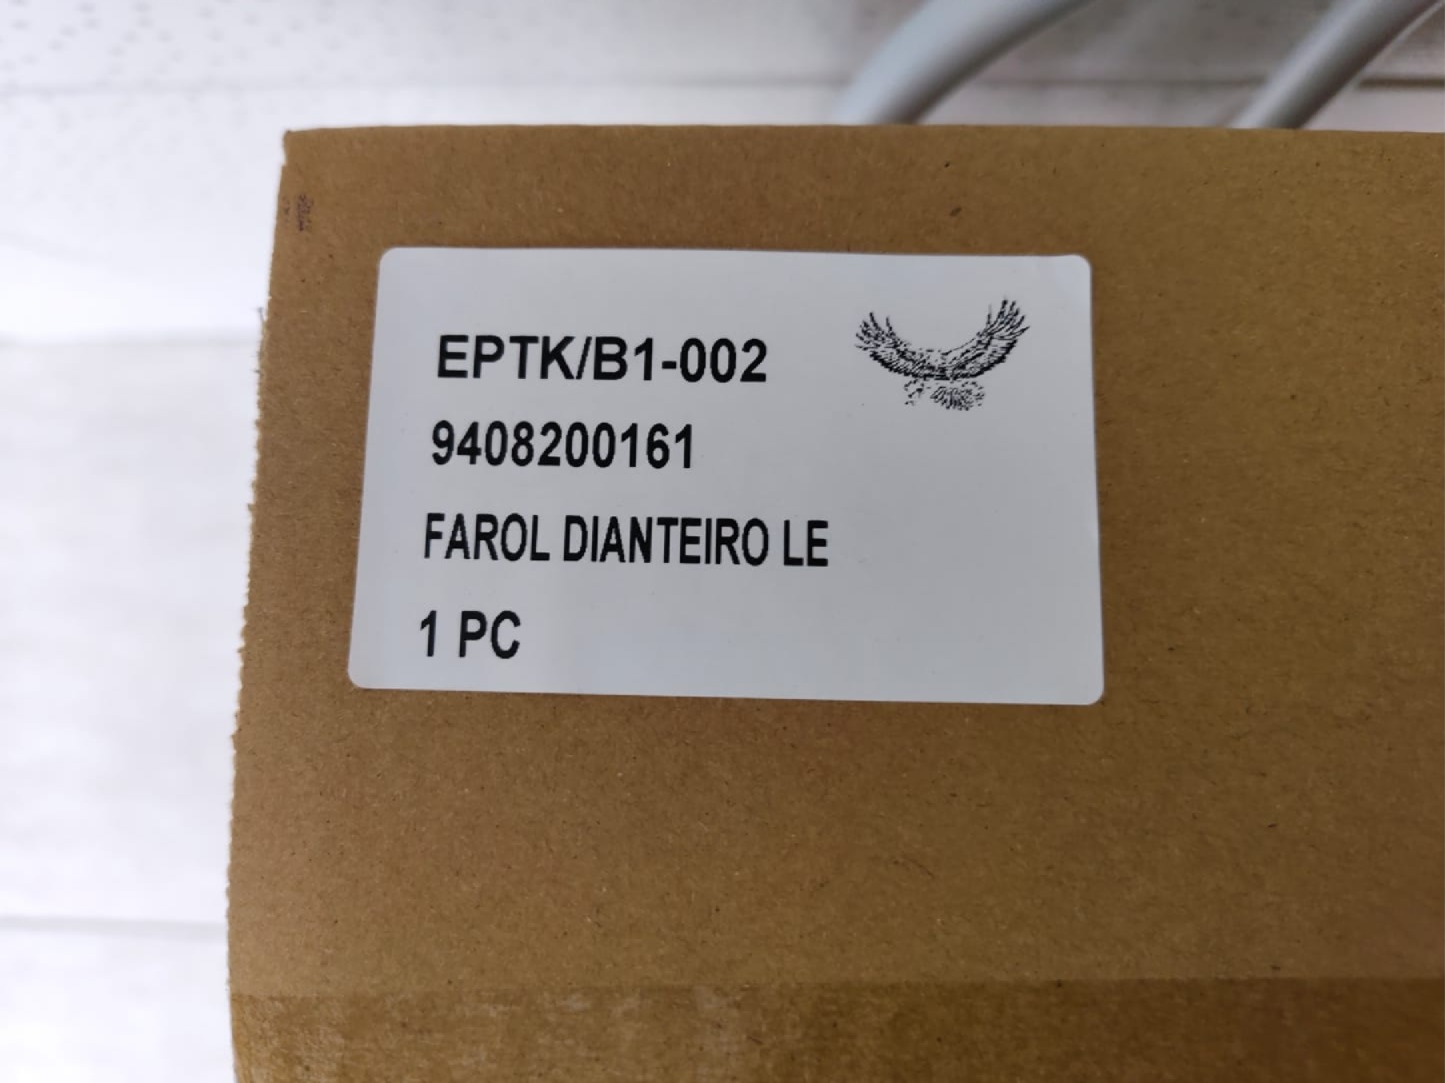 EPTK/B1-002
9408200161
FAROL DIANTEIRO LE
1 PC